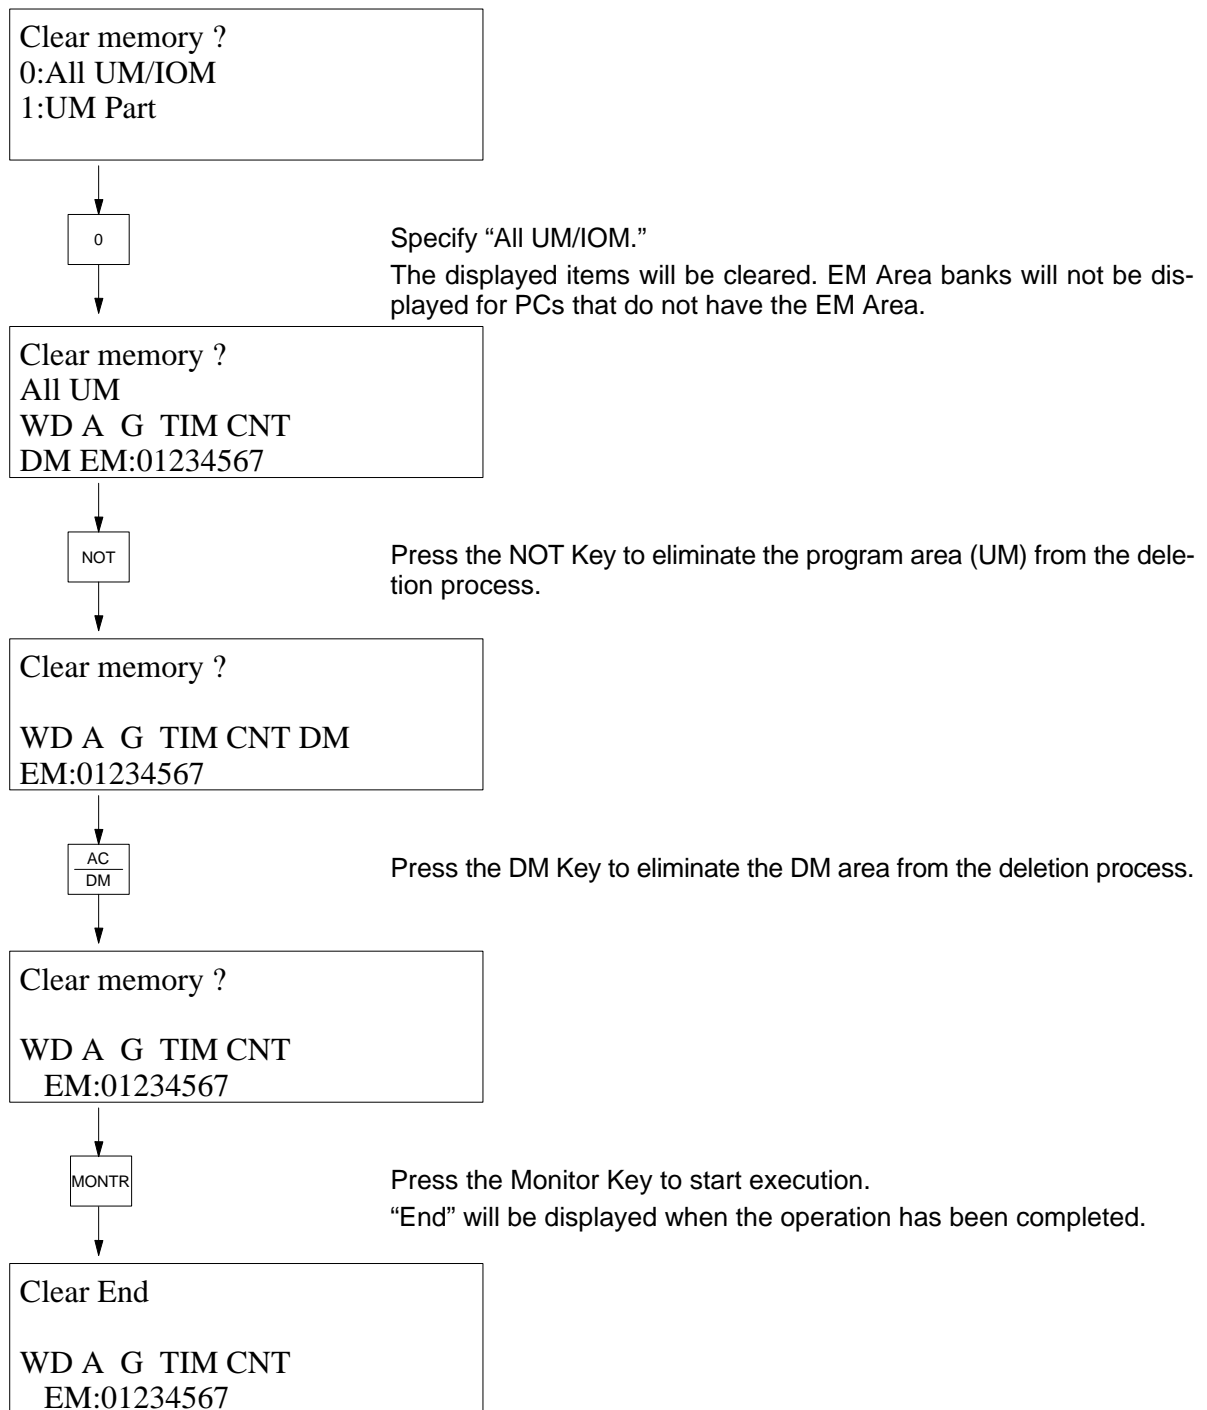 Clear memory ?
0:All UM/IOM
1:UM Part
0
Specify “All UM/IOM.”
The displayed items will be cleared. EM Area banks will not be dis-
played for PCs that do not have the EM Area.
Clear memory ?
All UM
WD A  G  TIM CNT
DM EM:01234567
NOT
Press the NOT Key to eliminate the program area (UM) from the dele-
tion process.
Clear memory ?
WD A  G  TIM CNT DM
EM:01234567
AC
DM
Press the DM Key to eliminate the DM area from the deletion process.
Clear memory ?
WD A  G  TIM CNT
EM:01234567
MONTR
Press the Monitor Key to start execution.
“End” will be displayed when the operation has been completed.
Clear End
WD A  G  TIM CNT
EM:01234567